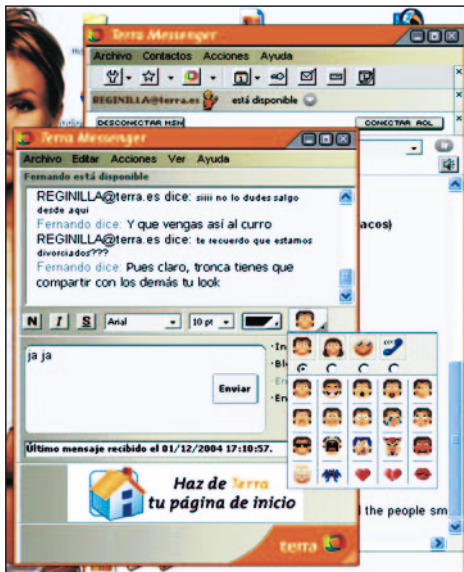 Terra Messenger
Archivo Contactos Acciones Ayuda
REGINILLA@terra.es está disponible
DESCONECTAR MSN
CONECTAR AOL
Terra Messenger
Archivo Editar Acciones Ver Ayuda
Fernando está disponible
REGINILLA@terra.es dice: siiii no lo dudes salgo
desde aqui
Fernando dice: Y que vengas así al curro
REGINILLA@terra.es dice: te recuerdo que estamos
divorciados???
Fernando dice: Pues claro, tronca tienes que
compartir con los demás tu look
acos)
N I S Arial 10 pt
·In
·Bl
·En
·En
ja ja
Enviar
Último mensaje recibido el 01/12/2004 17:10:57.
Haz de Terra
tu página de inicio
the people sm
terra